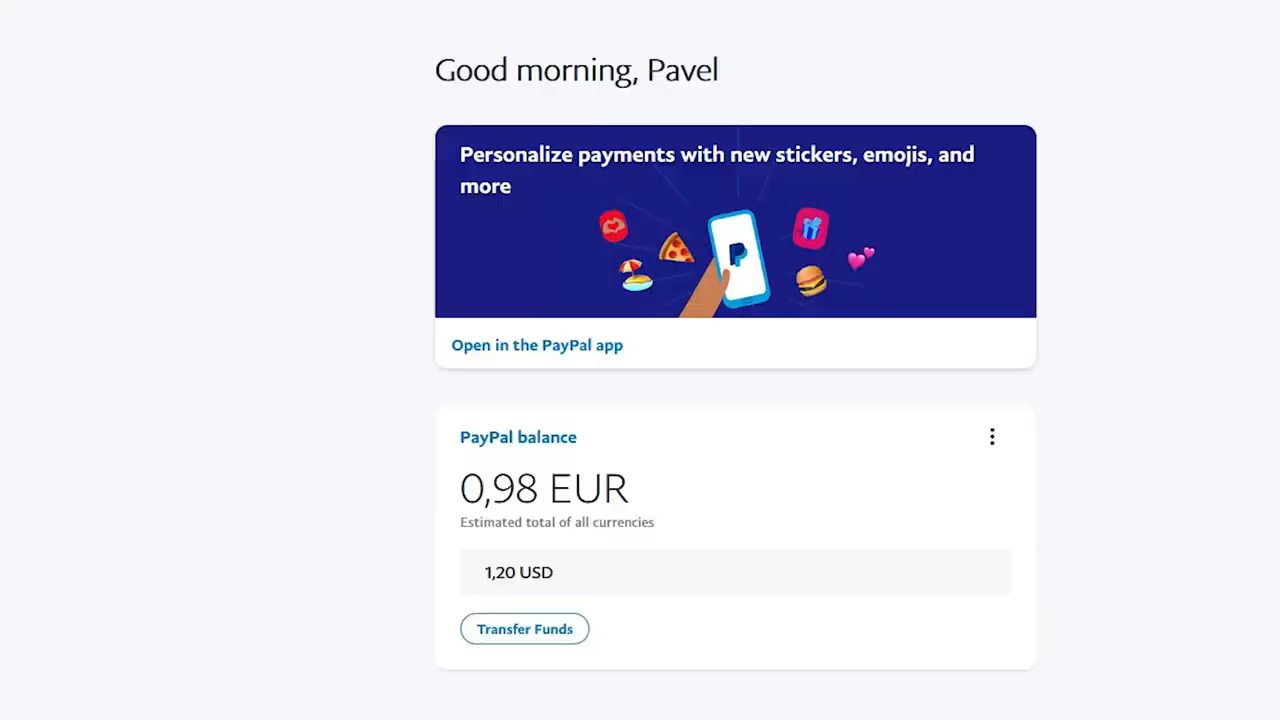 Good morning, Pavel
Personalize payments with new stickers, emojis, and
more
Open in the PayPal app
PayPal balance
0,98 EUR
Estimated total of all currencies
1,20 USD
Transfer Funds